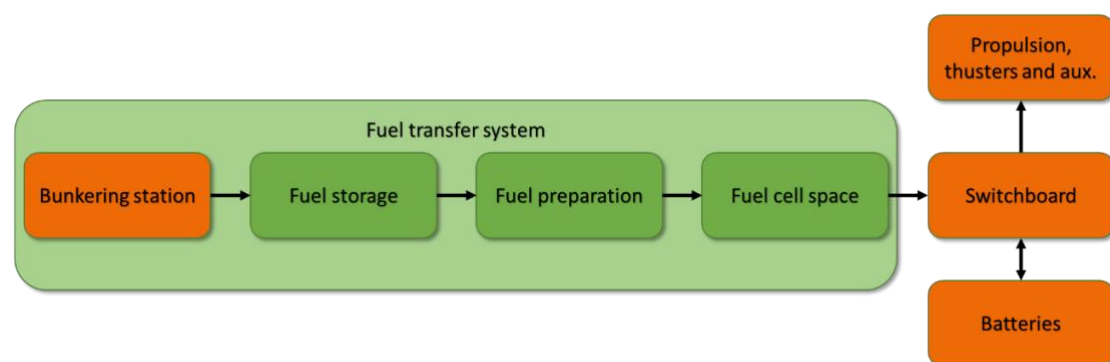 Propulsion,
thusters and aux.
Fuel transfer system
Bunkering station
Fuel storage
Fuel preparation
Fuel cell space
Switchboard
Batteries